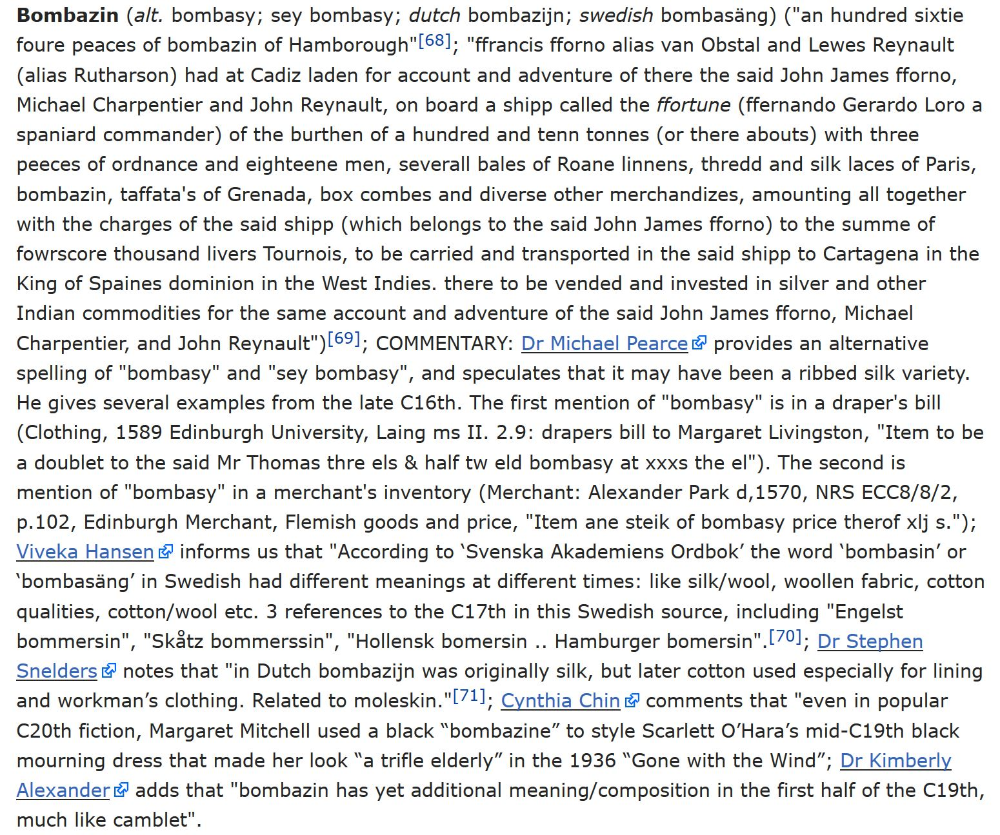 Bombazin (alt. bombasy; sey bombasy; dutch bombazijn; swedish bombasäng) ("an hundred sixtie
foure peaces of bombazin of Hamborough"[68]; "ffrancis fforno alias van Obstal and Lewes Reynault
(alias Rutharson) had at Cadiz laden for account and adventure of there the said John James fforno,
Michael Charpentier and John Reynault, on board a shipp called the ffortune (ffernando Gerardo Loro a
spaniard commander) of the burthen of a hundred and tenn tonnes (or there abouts) with three
peeces of ordnance and eighteene men, severall bales of Roane linnens, thredd and silk laces of Paris,
bombazin, taffata's of Grenada, box combes and diverse other merchandizes, amounting all together
with the charges of the said shipp (which belongs to the said John James fforno) to the summe of
fowrscore thousand livers Tournois, to be carried and transported in the said shipp to Cartagena in the
King of Spaines dominion in the West Indies. there to be vended and invested in silver and other
Indian commodities for the same account and adventure of the said John James fforno, Michael
Charpentier, and John Reynault")[69]; COMMENTARY: Dr Michael Pearce provides an alternative
spelling of "bombasy" and "sey bombasy", and speculates that it may have been a ribbed silk variety.
He gives several examples from the late C16th. The first mention of "bombasy" is in a draper's bill
(Clothing, 1589 Edinburgh University, Laing ms II. 2.9: drapers bill to Margaret Livingston, "Item to be
a doublet to the said Mr Thomas thre els & half tw eld bombasy at xxxs the el"). The second is
mention of "bombasy" in a merchant's inventory (Merchant: Alexander Park d,1570, NRS ECC8/8/2,
p.102, Edinburgh Merchant, Flemish goods and price, "Item ane steik of bombasy price therof xlj s.");
Viveka Hansen informs us that "According to ‛Svenska Akademiens Ordbok’ the word ‛bombasin’ or
‛bombasäng’ in Swedish had different meanings at different times: like silk/wool, woollen fabric, cotton
qualities, cotton/wool etc. 3 references to the C17th in this Swedish source, including "Engelst
bommersin", "Skåtz bommerssin", "Hollensk bomersin .. Hamburger bomersin".[70]; Dr Stephen
Snelders notes that "in Dutch bombazijn was originally silk, but later cotton used especially for lining
and workman’s clothing. Related to moleskin."[71]; Cynthia Chin comments that "even in popular
C20th fiction, Margaret Mitchell used a black “bombazine” to style Scarlett O’Hara’s mid-C19th black
mourning dress that made her look “a trifle elderly” in the 1936 “Gone with the Wind”; Dr Kimberly
Alexander adds that "bombazin has yet additional meaning/composition in the first half of the C19th,
much like camblet".